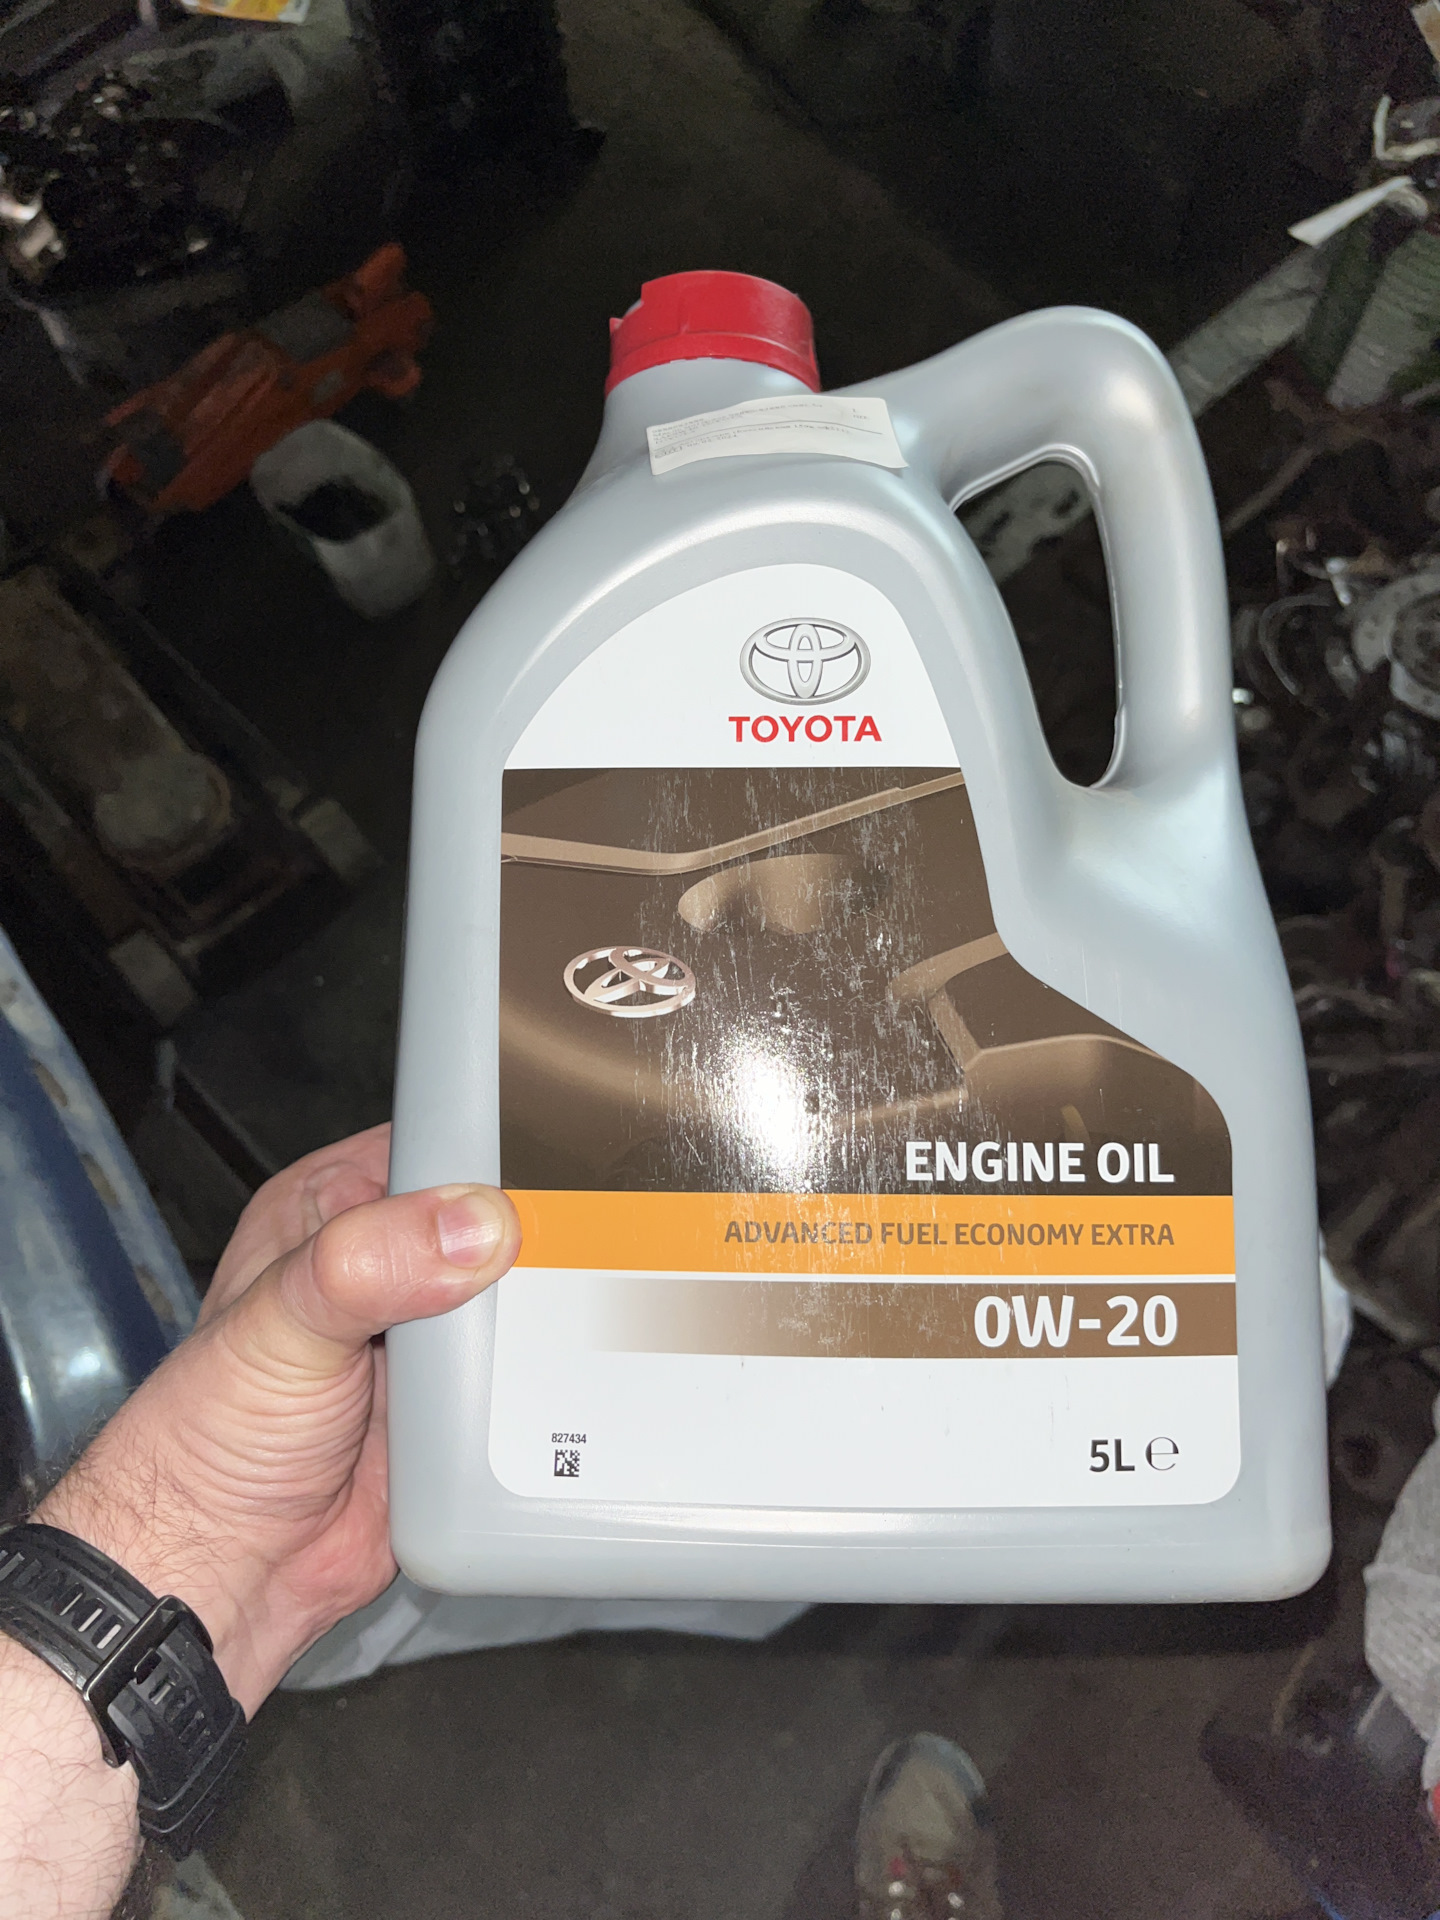 TOYOTA
ENGINE OIL
ADVANCED FUEL ECONOMY EXTRA
0W-20
827434
5L ℮